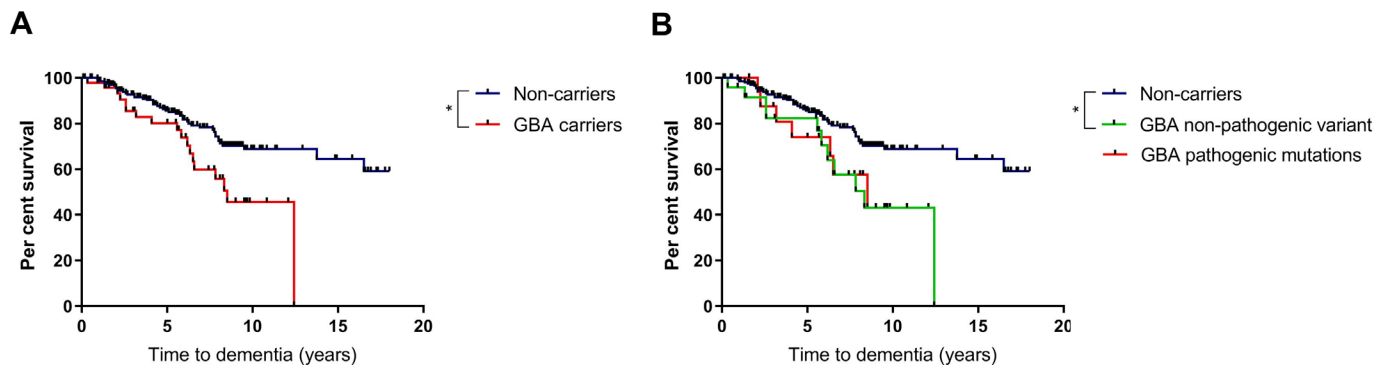 A
Per cent survival
100
80
60
40
20
0
0 5 10 15 20
Time to dementia (years)
*
Non-carriers
GBA carriers
B
Per cent survival
100
80
60
40
20
0
0 5 10 15 20
Time to dementia (years)
*
Non-carriers
GBA non-pathogenic variant
GBA pathogenic mutations